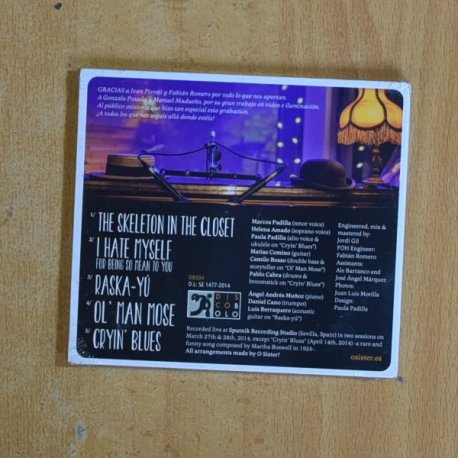 GRACIAS a Ivan Pivotti y Fabián Romero por todo lo que nos aportan.
A Gonzalo Posada y Manuel Madueño, por su gran trabajo en vídeo e iluminación.
Al público asistente que hizo tan especial esta grabación.
¡A todos los que nos seguís allá donde estéis!
1/ THE SKELETON IN THE CLOSET
2/ I HATE MYSELF
FOR BEING SO MEAN TO YOU
3/ RASKA-YÚ
4/ OL' MAN MOSE
5/ CRYIN' BLUES
DB004
D.L: SE 1477-2014
DIS
CÓB
OLO
Marcos Padilla (tenor voice)
Helena Amado (soprano voice)
Paula Padilla (alto voice &
ukulele on "Cryin' Blues")
Matías Comino (guitar)
Camilo Bosso (double bass &
storyteller on "Ol' Man Mose")
Pablo Cabra (drums &
broomstick on "Cryin' Blues")
Ángel Andrés Muñoz (piano)
Daniel Cano (trumpet)
Luis Berraquero (acoustic
guitar on "Raska-yú")
Engineered, mix &
mastered by:
Jordi Gil
FOH Engineer:
Fabián Romero
Assistants:
Ale Barranco and
José Ángel Márquez
Photos:
Juan Luis Morilla
Design:
Paula Padilla
Recorded live at Sputnik Recording Studio (Sevilla, Spain) in two sessions on
March 27th & 28th, 2014, except "Cryin' Blues" (April 14th, 2014) -a rare and
funny song composed by Martha Boswell in 1925-.
All arrangements made by O Sister!
osister.es